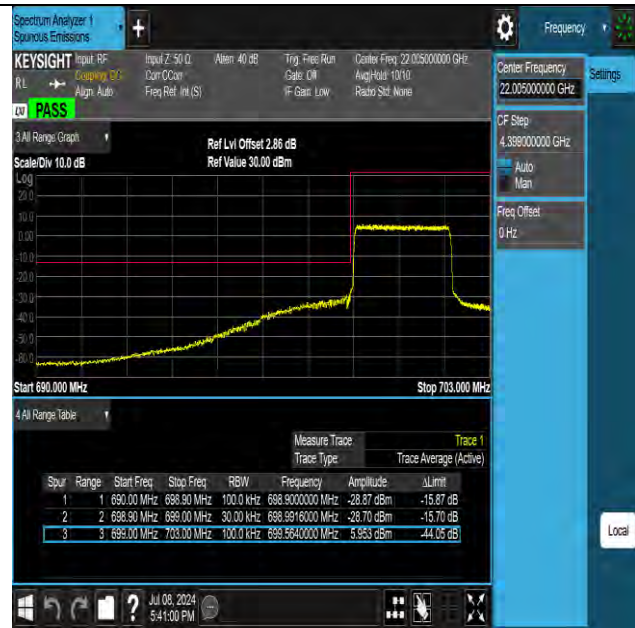 Spectrum Analyzer 1
Spurious Emissions
Frequency
KEYSIGHT Input: RF Input Z: 50 Ω Atten: 40 dB Trig: Free Run Center Freq: 22.005000000 GHz
RL Coupling: DC Corr CCorr Gate: Off Avg|Hold: 10/10
Align: Auto Freq Ref: Int (S) IF Gain: Low Radio Std: None
LXI PASS
Center Frequency
22.005000000 GHz
Settings
CF Step
4.399000000 GHz
Auto
Man
Freq Offset
0 Hz
3 All Range Graph
Ref Lvl Offset 2.86 dB
Scale/Div 10.0 dB Ref Value 30.00 dBm
Log
20.0
10.0
0.00
-10.0
-20.0
-30.0
-40.0
-50.0
-60.0
Start 690.000 MHz Stop 703.000 MHz
4 All Range Table
Measure Trace Trace 1
Trace Type Trace Average (Active)
Spur Range Start Freq Stop Freq RBW Frequency Amplitude ΔLimit
1 1 690.00 MHz 698.90 MHz 100.0 kHz 698.9000000 MHz -28.87 dBm -15.87 dB
2 2 698.90 MHz 699.00 MHz 30.00 kHz 698.9916000 MHz -28.70 dBm -15.70 dB
3 3 699.00 MHz 703.00 MHz 100.0 kHz 699.5640000 MHz 5.953 dBm -44.05 dB
Local
?
Jul 08, 2024
5:41:00 PM